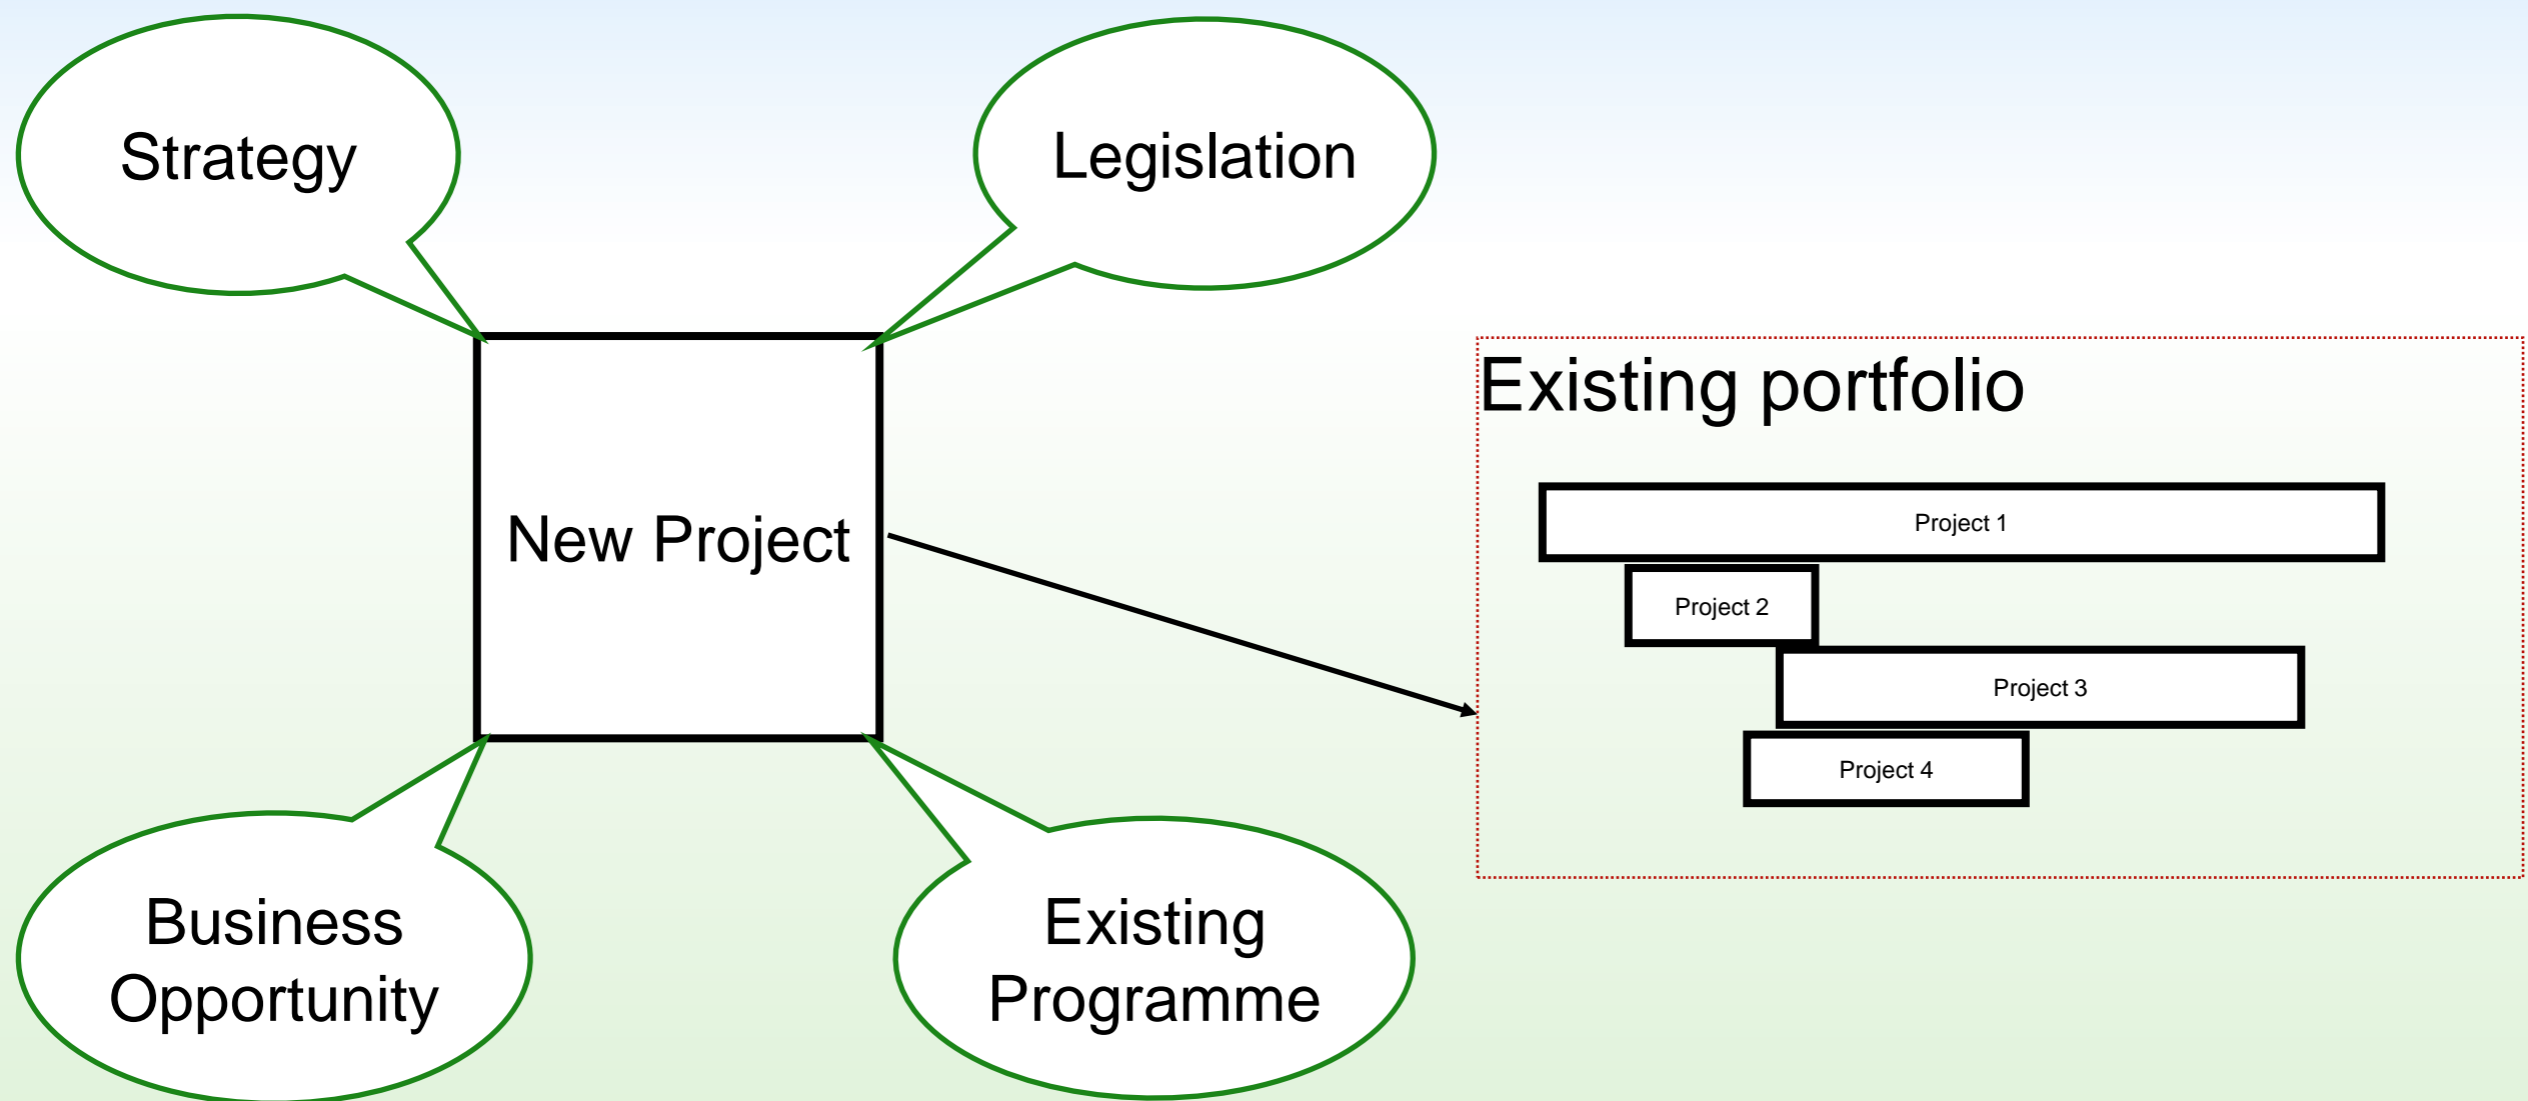 Strategy
Legislation
New Project
Existing portfolio
Project 1
Project 2
Project 3
Project 4
Business
Opportunity
Existing
Programme